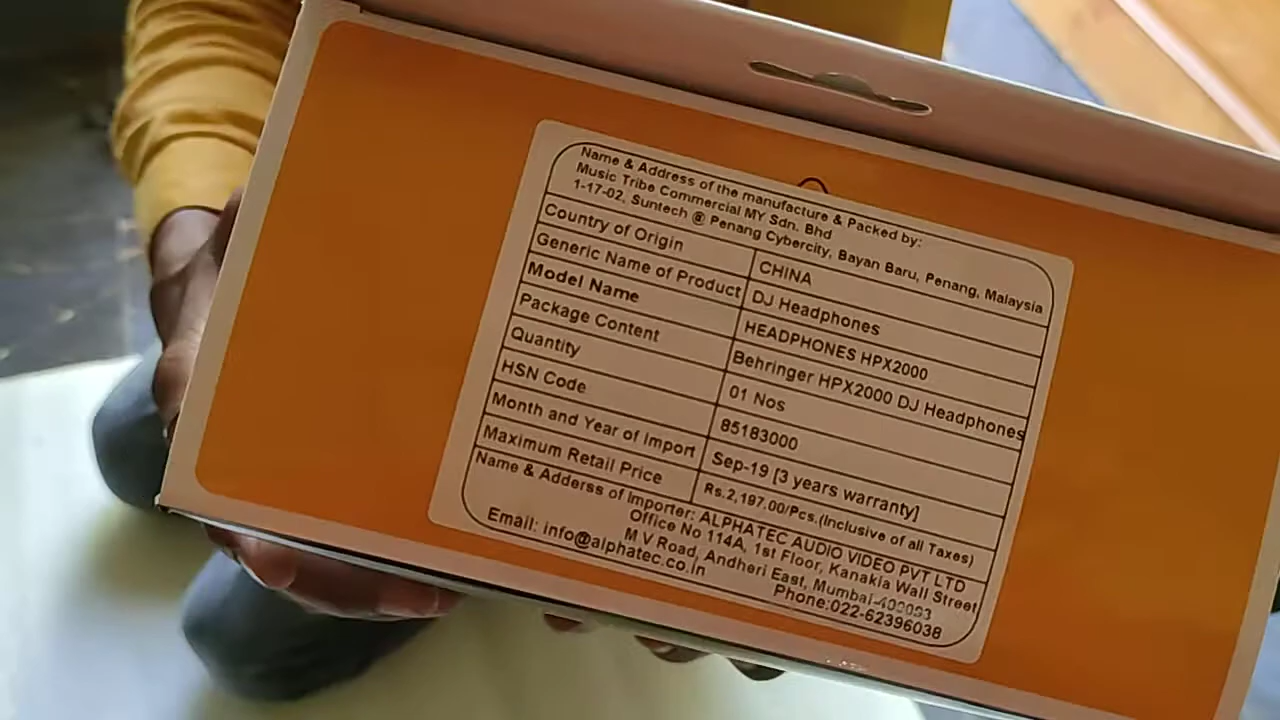 Name & Address of the manufacture & Packed by:
Music Tribe Commercial MY Sdn. Bhd
1-17-02, Suntech @ Penang Cybercity, Bayan Baru, Penang, Malaysia
Country of Origin CHINA
Generic Name of Product DJ Headphones
Model Name HEADPHONES HPX2000
Package Content Behringer HPX2000 DJ Headphones
Quantity 01 Nos
HSN Code 85183000
Month and Year of Import Sep-19 [3 years warranty]
Maximum Retail Price Rs.2,197.00/Pcs.(Inclusive of all Taxes)
Name & Adderss of Importer: ALPHATEC AUDIO VIDEO PVT LTD
Office No 114A, 1st Floor, Kanakia Wall Street
M V Road, Andheri East, Mumbai-400093
Email: info@alphatec.co.in Phone:022-62396038